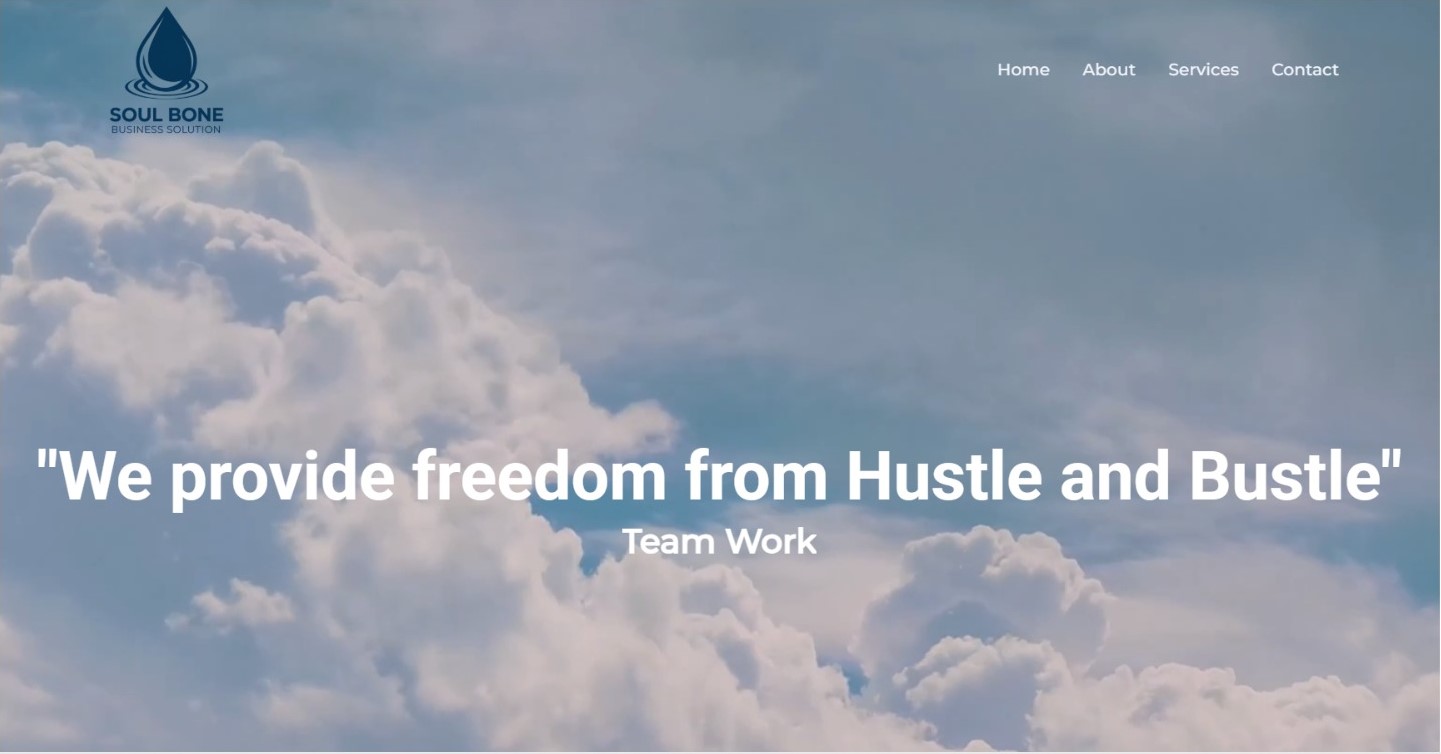 SOUL BONE
BUSINESS SOLUTION
Home About Services Contact
"We provide freedom from Hustle and Bustle"
Team Work